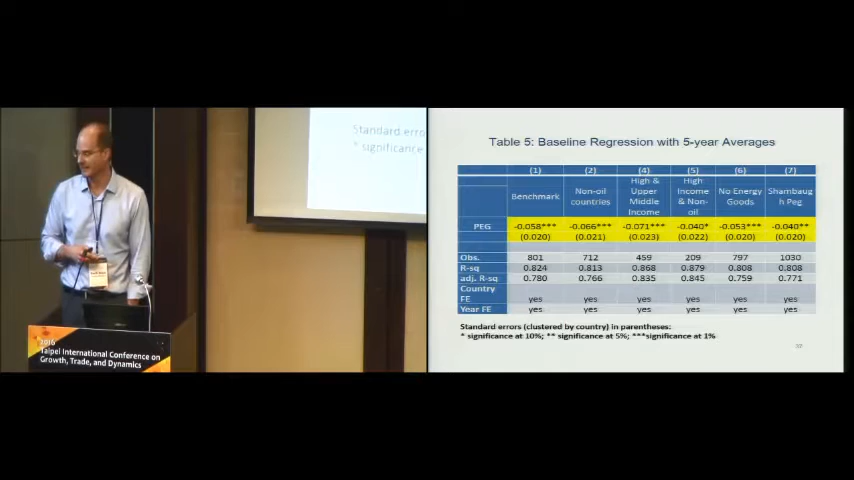 Standard erro
* significance
2016
Taipei International Conference on
Growth, Trade, and Dynamics
Table 5: Baseline Regression with 5-year Averages
(1) (2) (4) (5) (6) (7)
Benchmark Non-oil countries High & Upper Middle Income High Income & Non-oil No Energy Goods Shambaug h Peg
PEG -0.058*** -0.066*** -0.071*** -0.040* -0.053*** -0.040**
(0.020) (0.021) (0.023) (0.022) (0.020) (0.020)
Obs. 801 712 459 209 797 1030
R-sq 0.824 0.813 0.868 0.879 0.808 0.808
adj. R-sq 0.780 0.766 0.835 0.845 0.759 0.771
Country
FE yes yes yes yes yes yes
Year FE yes yes yes yes yes yes
Standard errors (clustered by country) in parentheses:
* significance at 10%; ** significance at 5%; ***significance at 1%
37